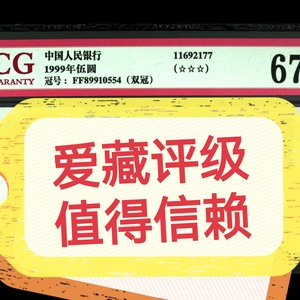 CG
中国人民银行
11692177
67
ARANTY
1999年伍圆
(☆☆☆)
冠号： FF89910554（双冠）
爱藏评级
值得信赖